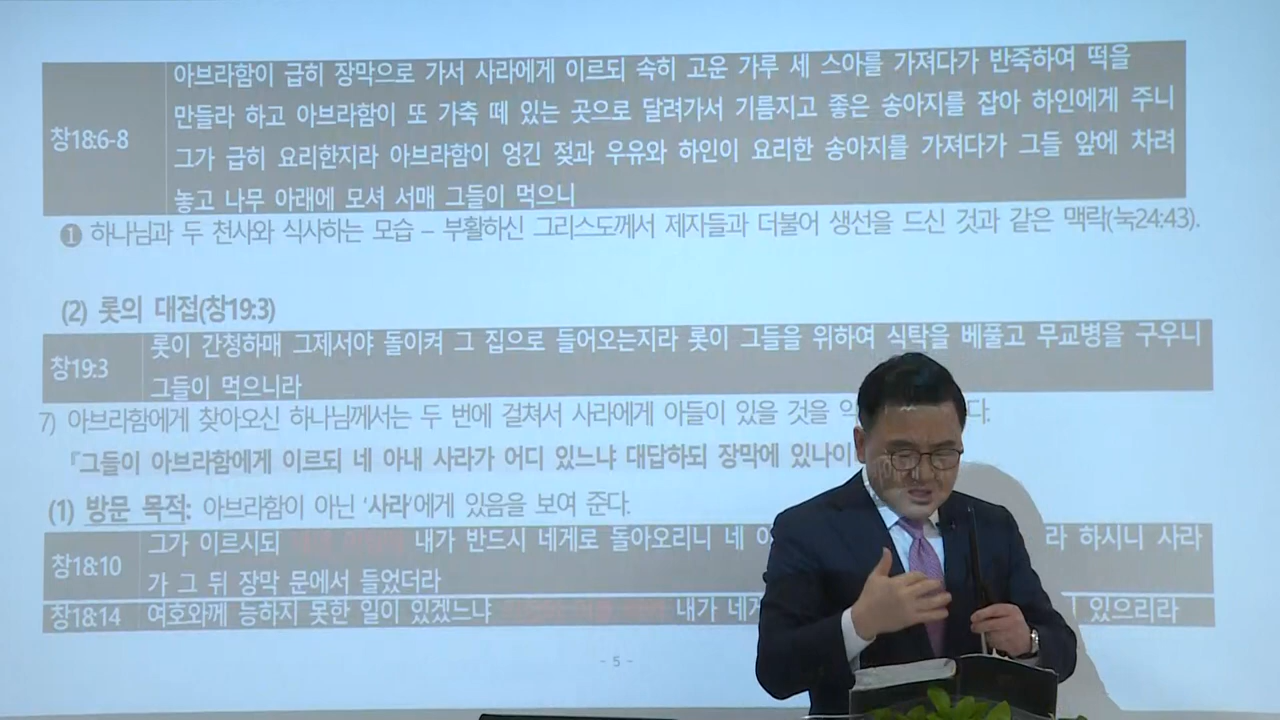 아브라함이 급히 장막으로 가서 사라에게 이르되 속히 고운 가루 세 스아를 가져다가 반죽하여 떡을
창18:6-8 만들라 하고 아브라함이 또 가축 떼 있는 곳으로 달려가서 기름지고 좋은 송아지를 잡아 하인에게 주니
그가 급히 요리한지라 아브라함이 엉긴 젖과 우유와 하인이 요리한 송아지를 가져다가 그들 앞에 차려
놓고 나무 아래에 모셔 서매 그들이 먹으니
❶ 하나님과 두 천사와 식사하는 모습 – 부활하신 그리스도께서 제자들과 더불어 생선을 드신 것과 같은 맥락(눅24:43).
(2) 롯의 대접(창19:3)
창19:3 롯이 간청하매 그제서야 돌이켜 그 집으로 들어오는지라 롯이 그들을 위하여 식탁을 베풀고 무교병을 구우니
그들이 먹으니라
7) 아브라함에게 찾아오신 하나님께서는 두 번에 걸쳐서 사라에게 아들이 있을 것을 다.
『그들이 아브라함에게 이르되 네 아내 사라가 어디 있느냐 대답하되 장막에 있나이
(1) 방문 목적: 아브라함이 아닌 '사라'에게 있음을 보여 준다.
창18:10 그가 이르시되 내가 반드시 네게로 돌아오리니 네 라 하시니 사라
가 그 뒤 장막 문에서 들었더라
창18:14 여호와께 능하지 못한 일이 있겠느냐 내가 네게 있으리라
- 5 -